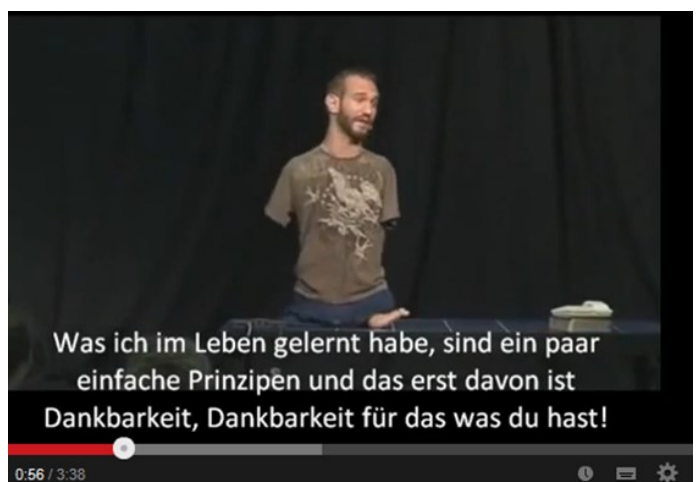 Was ich im Leben gelernt habe, sind ein paar
einfache Prinzipen und das erst davon ist
Dankbarkeit, Dankbarkeit für das was du hast!
0:56 / 3:38